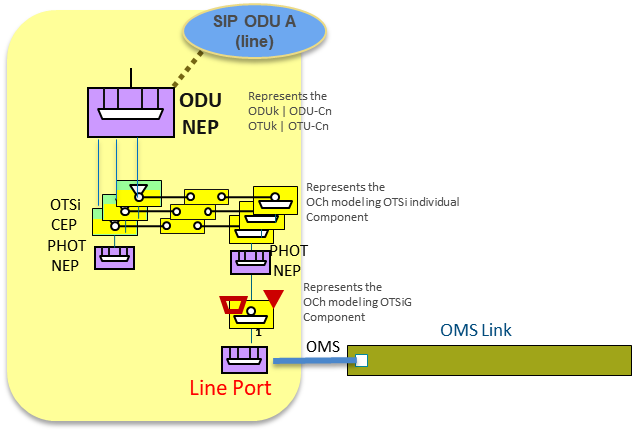 SIP ODU A
(line)
ODU
NEP
Represents the
ODUk | ODU-Cn
OTUk | OTU-Cn
OTSi
CEP
PHOT
NEP
Represents the
OCh modeling OTSi individual
Component
PHOT
NEP
Represents the
OCh modeling OTSiG
Component
1
OMS Link
OMS
Line Port